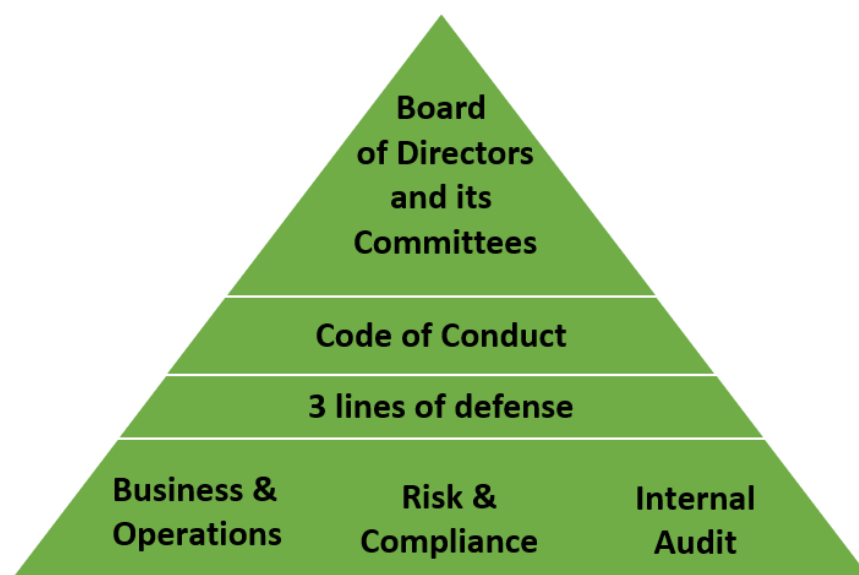 Board
of Directors
and its
Committees
Code of Conduct
3 lines of defense
Business &
Operations
Risk &
Compliance
Internal
Audit